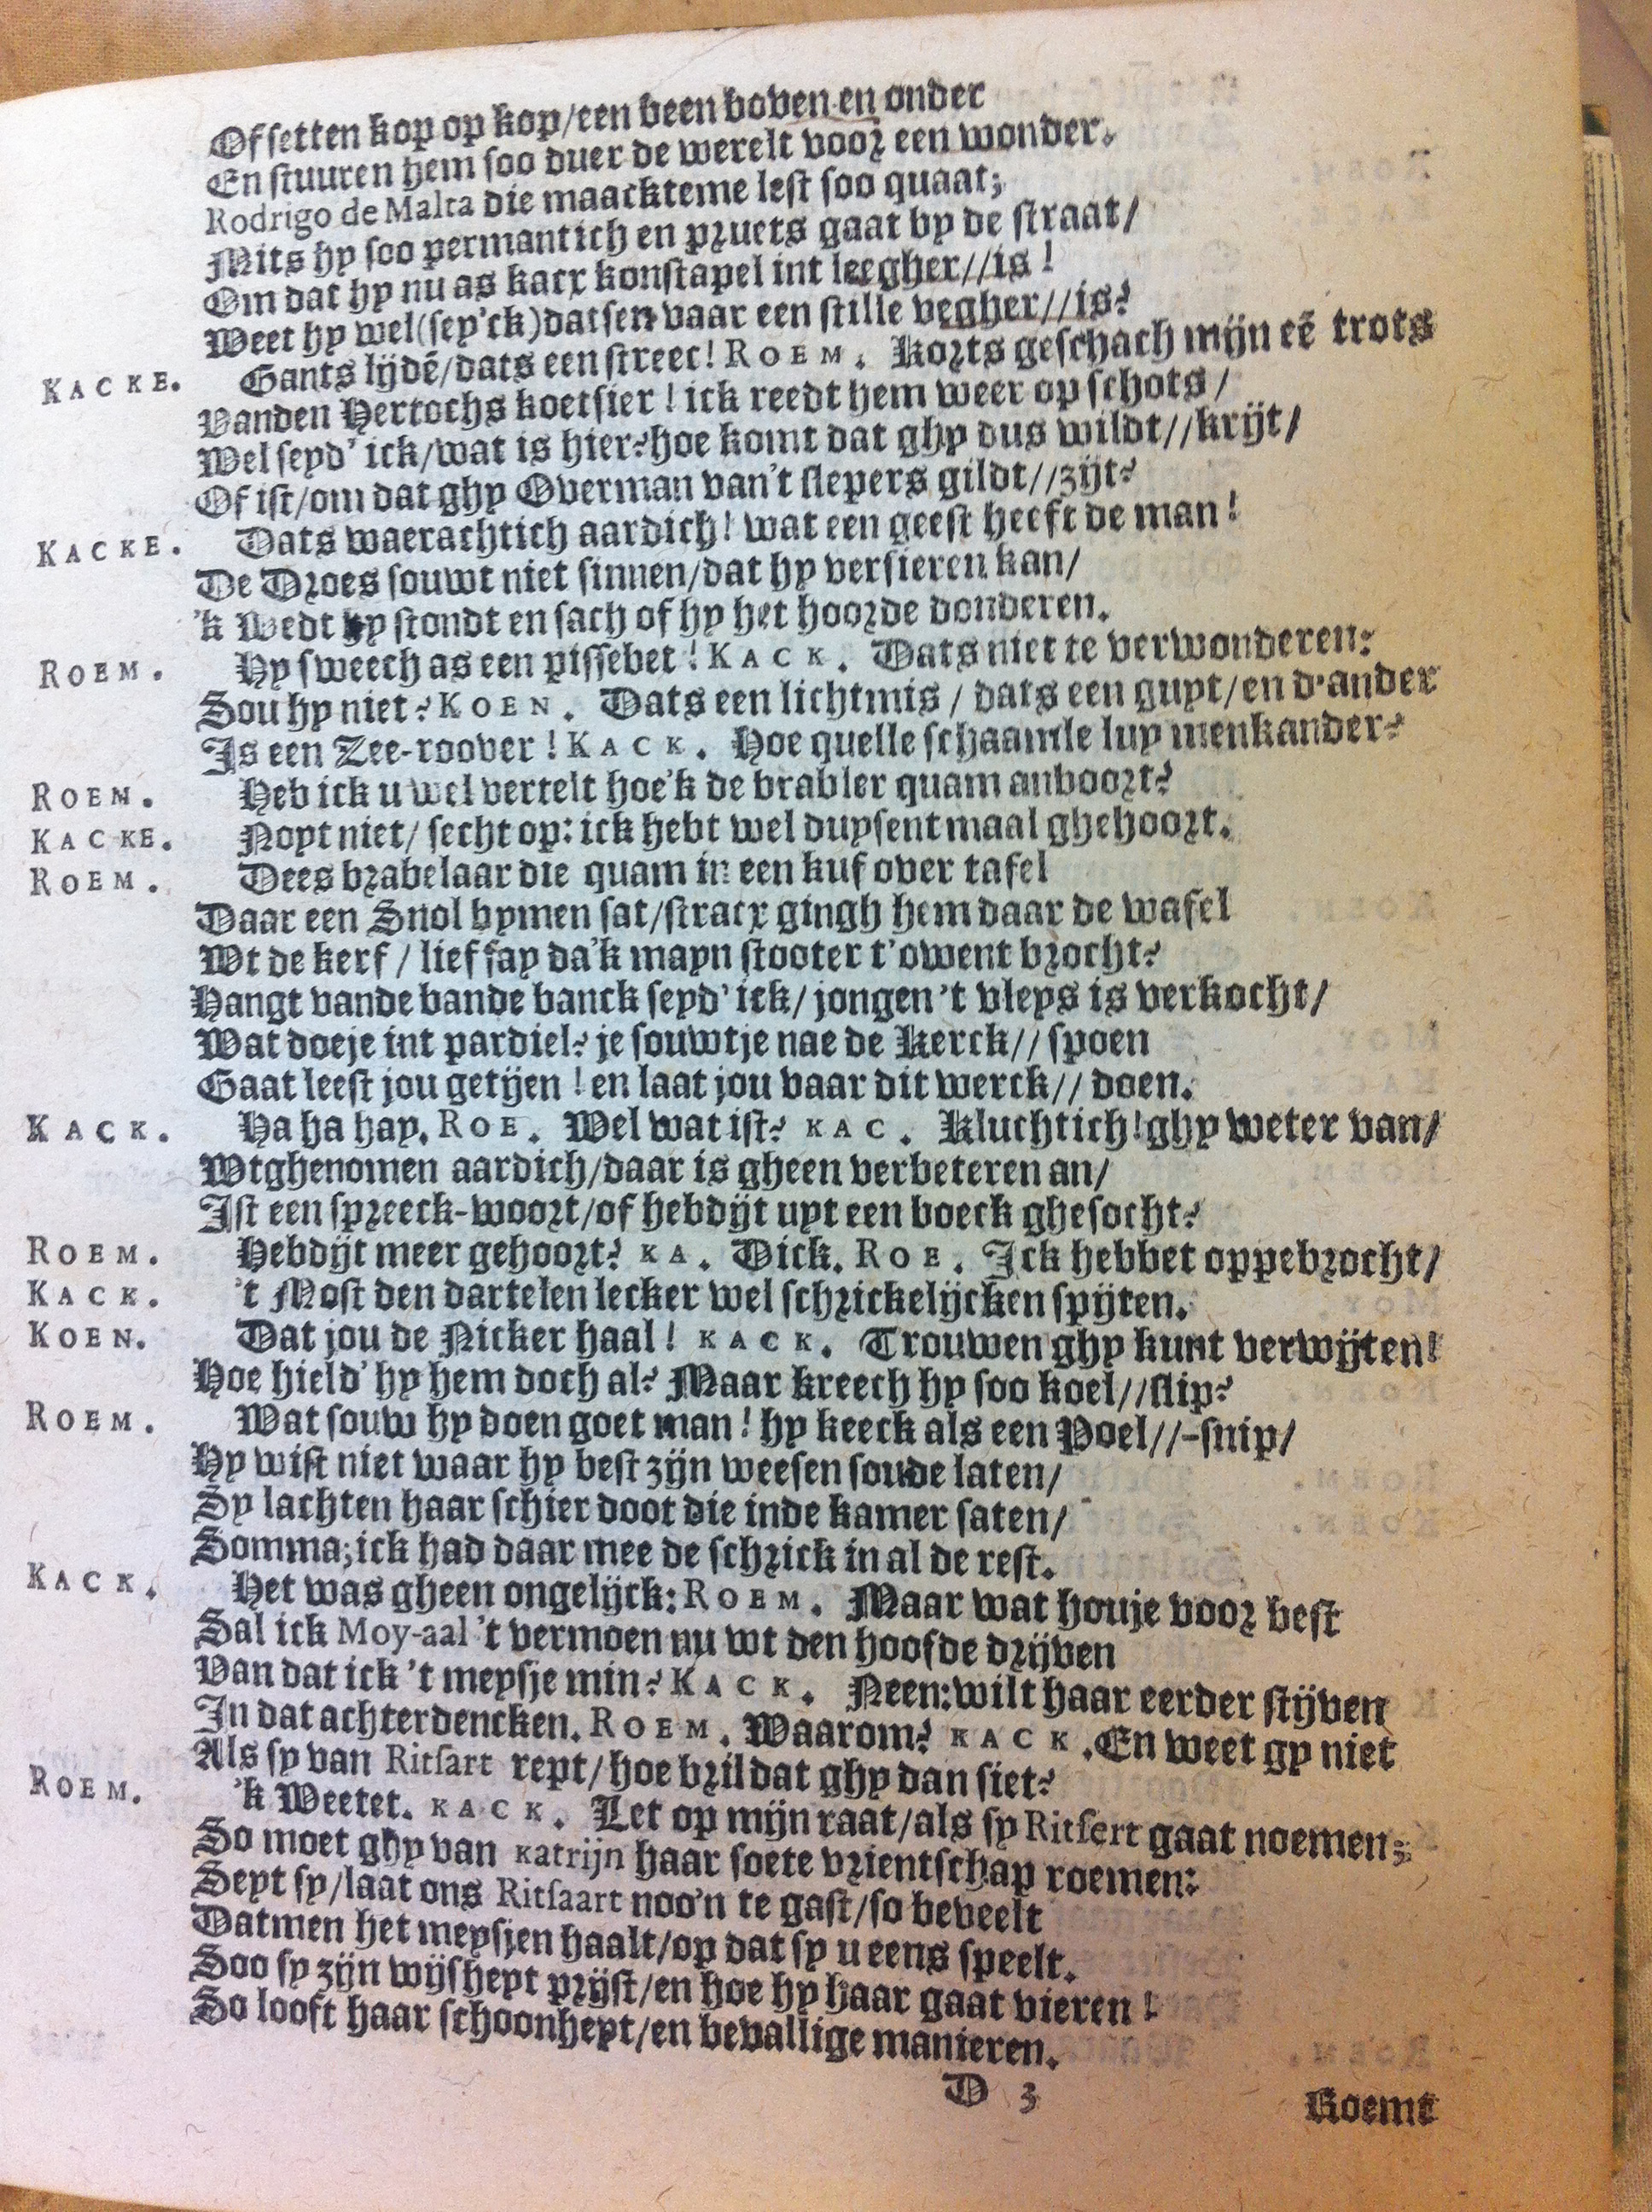 Of setten kop op kop/een been boven en onder
En stuuren hem soo duer de werelt voor een wonder.
Rodrigo de Malta die maackteme lest soo quaat;
Mits hy soo permantich en pruets gaat by de straat/
Om dat hy nu as karx konstapel int leegher//is!
Weet hy wel(sey'ck)datsen vaar een stille vegher//is?
KACKE. Gants lijdē/dats een streec! ROEM. Korts geschach mijn eē trots
Vanden Hertochs koetsier! ick reedt hem weer op schots/
Wel seyd' ick/wat is hier? hoe komt dat ghy dus wildt//krijt/
Of ist/om dat ghy Overman van't slepers gildt//zijt?
KACKE. Dats waerachtich aardich! wat een geest heeft de man!
De Droes souwt niet sinnen/dat hy versieren kan/
'k Wedt hy stondt en sach of hy het hoorde donderen.
ROEM. Hy sweech as een pissebet! KACK. Dats niet te verwonderen:
Sou hy niet? KOEN. Dats een lichtmis/dats een guyt/en d'ander
Is een Zee-roover! KACK. Hoe quelle schaamle luy menkander?
ROEM. Heb ick u wel vertelt hoe'k de brabler quam anboort?
KACKE. Noyt niet/ secht op: ick hebt wel duysent maal ghehoort.
ROEM. Dees brabelaar die quam in een kuf over tafel
Daar een Snol bymen sat/stracx gingh hem daar de wafel
Wt de kerf/lief say da'k mayn stooter t'owent brocht?
Hangt vande bande banck seyd' ick/jongen 't vleys is verkocht/
Wat doeje int pardiel? je souwtje nae de Kerck//spoen
Gaat leest jou getijen! en laat jou vaar dit werck//doen.
KACK. Ha ha hay. ROE. Wel wat ist? KAC. Kluchtich! ghy weter van/
Wtghenomen aardich/daar is gheen verbeteren an/
Ist een spreeck-woort/of hebdijt uyt een boeck ghesocht?
ROEM. Hebdijt meer gehoort? KA. Dick. ROE. Ick hebbet oppebrocht/
KACK. 't Most den dartelen lecker wel schrickelijcken spijten.
KOEN. Dat jou de Nicker haal! KACK. Trouwen ghy kunt verwijten!
Hoe hield' hy hem doch al? Maar kreech hy soo koel//slip?
ROEM. Wat souw hy doen goet man! hy keeck als een Poel//-snip/
Hy wist niet waar hy best zijn weesen soude laten/
Sy lachten haar schier doot die inde kamer saten/
Somma; ick had daar mee de schrick in al de rest.
KACK. Het was gheen ongelijck: ROEM. Maar wat houje voor best
Sal ick Moy-aal 't vermoen nu wt den hoofde drijven
Van dat ick 't meysje min? KACK. Neen: wilt haar eerder stijven
In dat achterdencken. ROEM. Waarom? KACK. En weet gy niet
Als sy van Ritsart rept/hoe bril dat ghy dan siet?
ROEM. 'k Weetet. KACK. Let op mijn raat/als sy Ritsert gaat noemen;
So moet ghy van Katrijn haar soete vrientschap roemen:
Seyt sy/laat ons Ritsaart noo'n te gast/so beveelt
Datmen het meysjen haalt/op dat sy u eens speelt.
Soo sy zijn wijsheyt prijst/en hoe hy haar gaat vieren!
So looft haar schoonheyt/en bevallige manieren.
D 3
Roemt